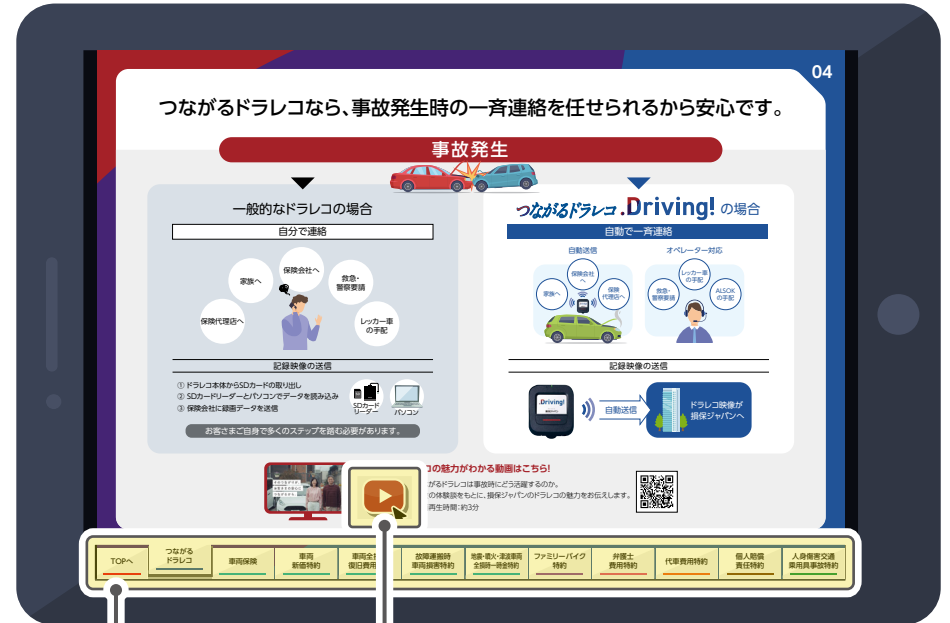 04
つながるドラレコなら、事故発生時の一斉連絡を任せられるから安心です。
事故発生
一般的なドラレコの場合
自分で連絡
家族へ
保険会社へ
救急・
警察要請
保険代理店へ
レッカー車
の手配
記録映像の送信
① ドラレコ本体からSDカードの取り出し
② SDカードリーダーとパソコンでデータを読み込み
③ 保険会社に録画データを送信
SDカード
リーダー
パソコン
お客さまご自身で多くのステップを踏む必要があります。
つながるドラレコ .Driving! の場合
自動で一斉連絡
自動送信
家族へ
保険会社
へ
保険
代理店へ
オペレーター対応
救急・
警察要請
レッカー車
の手配
ALSOK
の手配
記録映像の送信
.Driving!
自動送信
ドラレコ映像が
損保ジャパンへ
コの魅力がわかる動画はこちら!
がるドラレコは事故時にどう活躍するのか。
の体験談をもとに、損保ジャパンのドラレコの魅力をお伝えします。
再生時間:約3分
TOPへ
つながる
ドラレコ
車両保険
車両
新価特約
車両全損
復旧費用
故障運搬時
車両損害特約
地震・噴火・津波車両
全損時一時金特約
ファミリーバイク
特約
弁護士
費用特約
代車費用特約
個人賠償
責任特約
人身傷害交通
乗用具事故特約